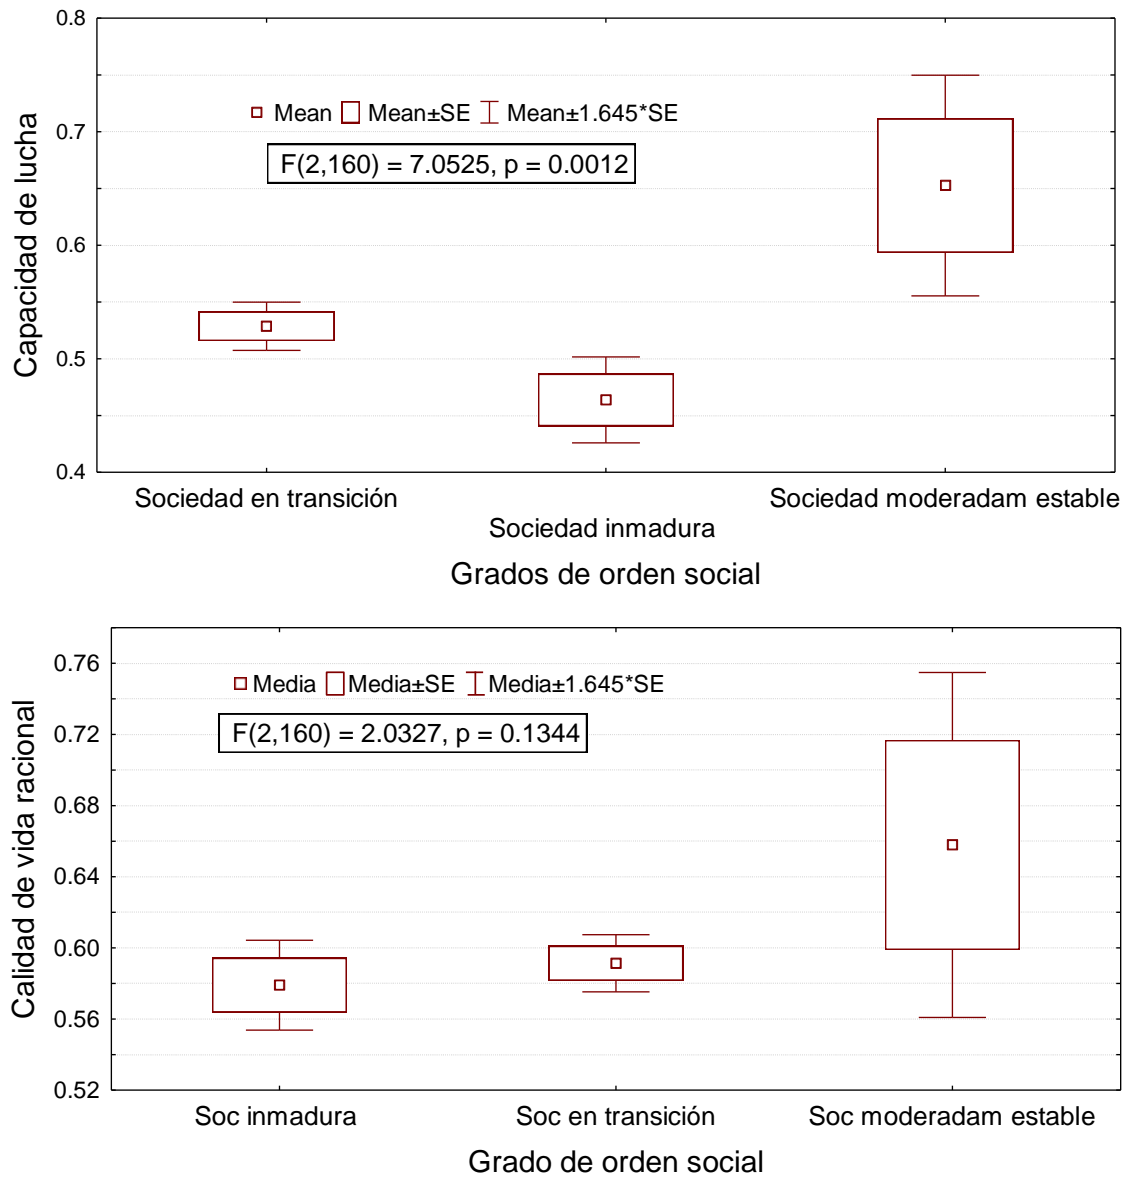 0.8
Mean Mean±SE Mean±1.645*SE
0.7
F(2,160) = 7.0525, p = 0.0012
Capacidad de lucha
0.6
0.5
0.4
Sociedad en transición Sociedad moderadam estable
Sociedad inmadura
Grados de orden social
0.76
Media Media±SE Media±1.645*SE
F(2,160) = 2.0327, p = 0.1344
0.72
Calidad de vida racional
0.68
0.64
0.60
0.56
0.52
Soc inmadura Soc en transición Soc moderadam estable
Grado de orden social